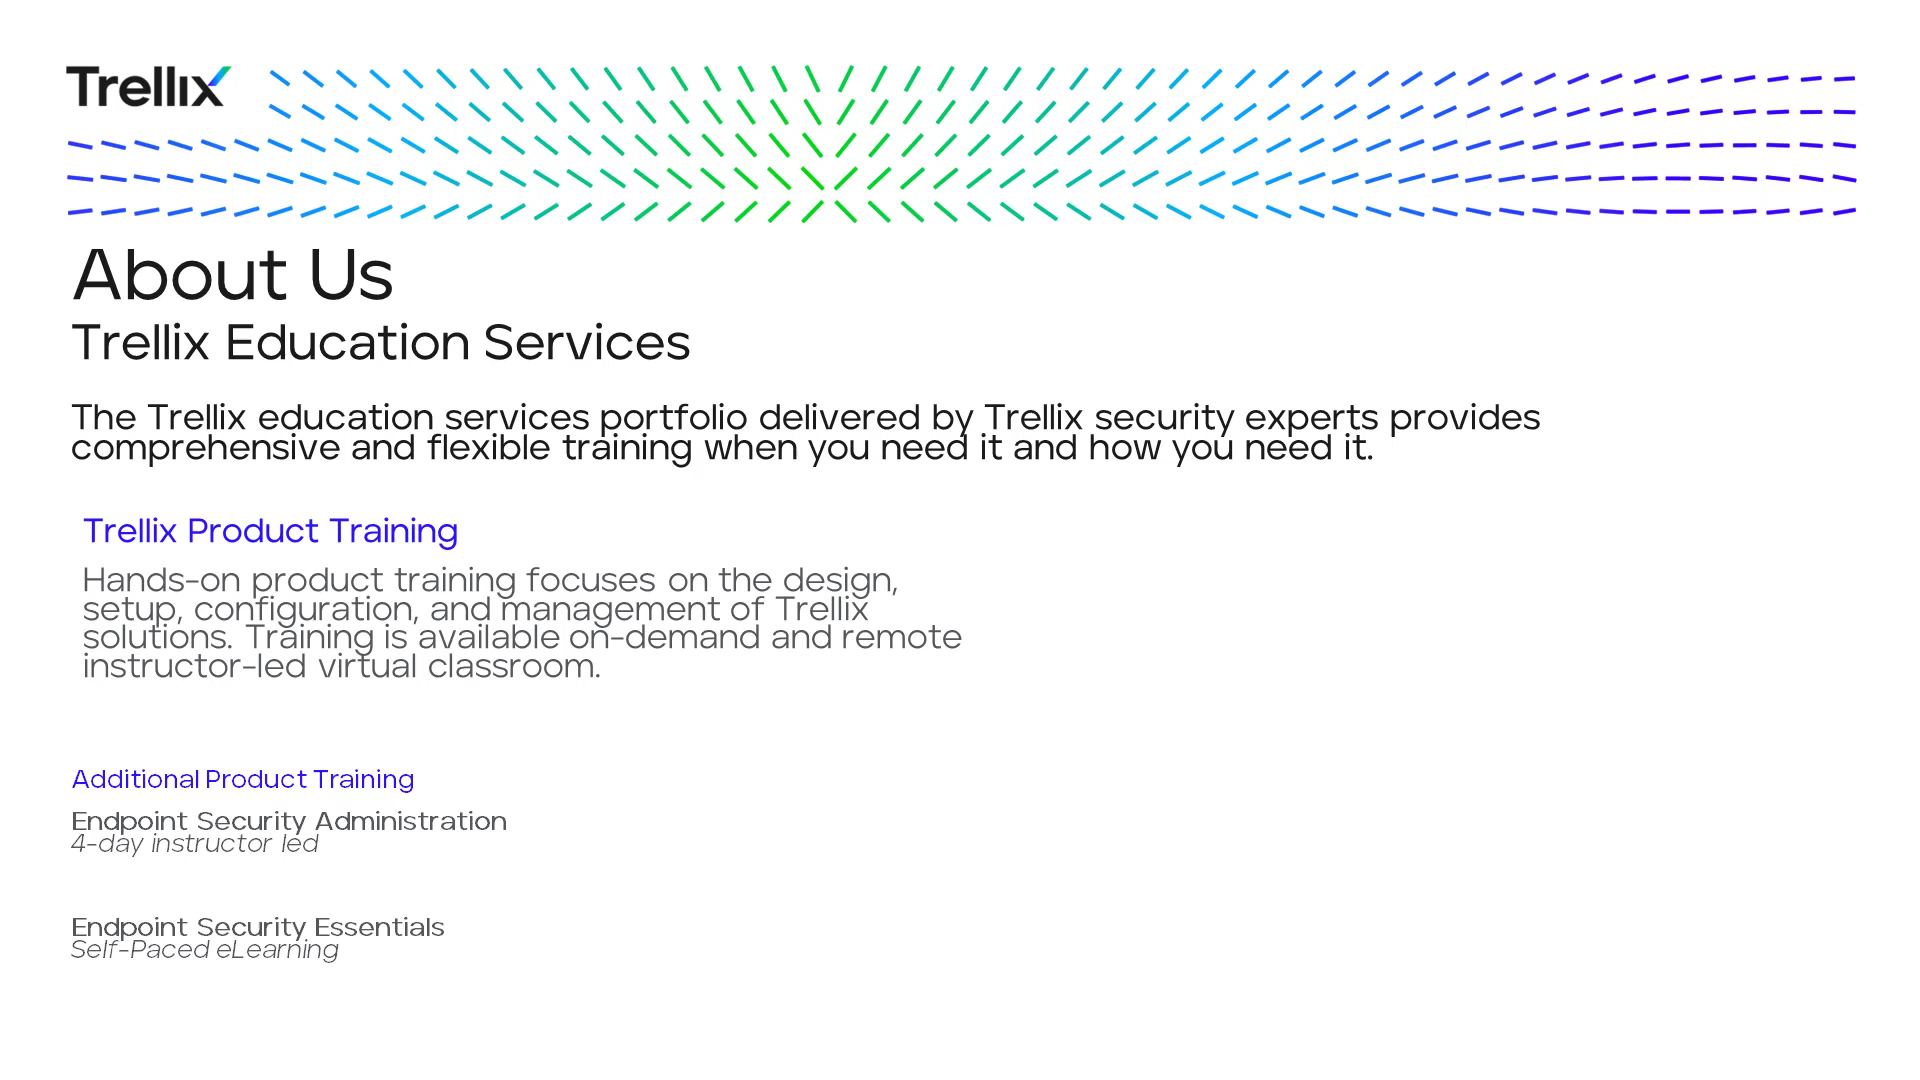 Trellix
About Us
Trellix Education Services
The Trellix education services portfolio delivered by Trellix security experts provides
comprehensive and flexible training when you need it and how you need it.
Trellix Product Training
Hands-on product training focuses on the design,
setup, configuration, and management of Trellix
solutions. Training is available on-demand and remote
instructor-led virtual classroom.
Additional Product Training
Endpoint Security Administration
4-day instructor led
Endpoint Security Essentials
Self-Paced eLearning